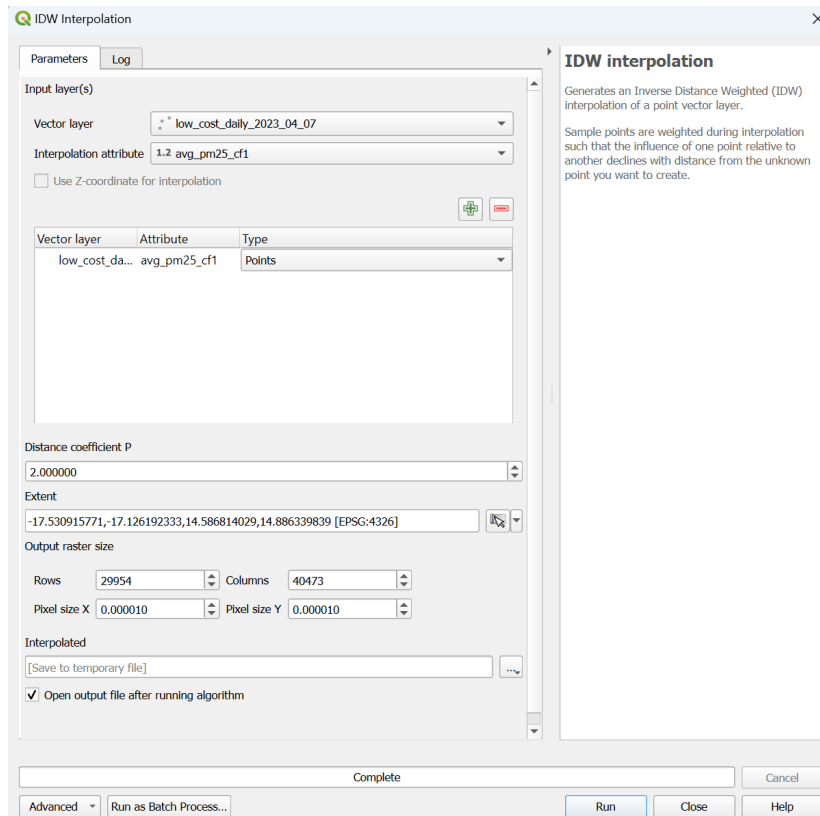 IDW Interpolation
Parameters Log
Input layer(s)
Vector layer low_cost_daily_2023_04_07
Interpolation attribute 1.2 avg_pm25_cf1
Use Z-coordinate for interpolation
Vector layer Attribute Type
low_cost_da... avg_pm25_cf1 Points
Distance coefficient P
2.000000
Extent
-17.530915771,-17.126192333,14.586814029,14.886339839 [EPSG:4326]
Output raster size
Rows 29954 Columns 40473
Pixel size X 0.000010 Pixel size Y 0.000010
Interpolated
[Save to temporary file] ...
Open output file after running algorithm
IDW interpolation
Generates an Inverse Distance Weighted (IDW)
interpolation of a point vector layer.
Sample points are weighted during interpolation
such that the influence of one point relative to
another declines with distance from the unknown
point you want to create.
Complete
Cancel
Advanced Run as Batch Process... Run Close Help